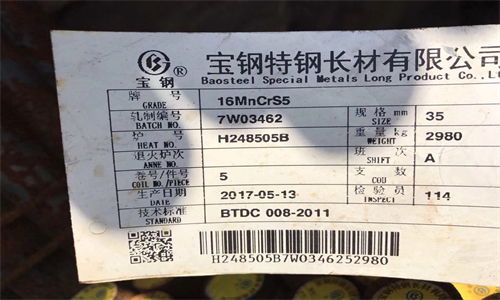 宝钢特钢长材有限公司
宝钢®
Baosteel Special Metals Long Product Co.,Lt
牌号 GRADE 16MnCrS5
轧制编号 BATCH NO. 7W03462 规格 mm SIZE 35
炉号 HEAT NO. H248505B 重量 kg WEIGHT 2980
退火炉次 ANNE NO. 班次 SHIFT A
卷号/件号 COIL NO./PIECE 5 支数 COD
生产日期 DATE 2017-05-13 检验员 INSPECT 114
技术标准 STANDARD BTDC 008-2011
H248505B7W0346252980